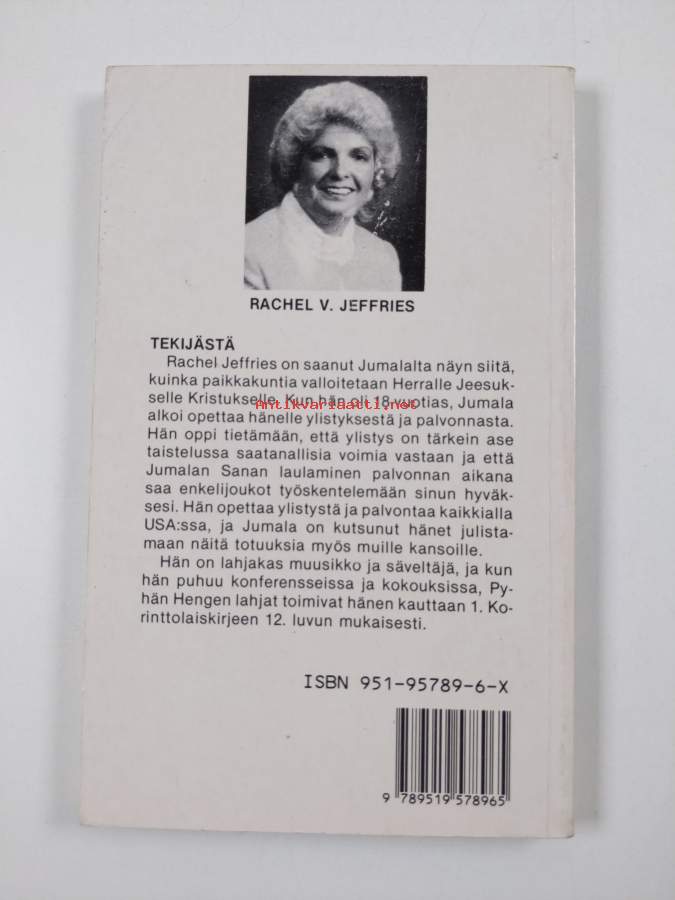 RACHEL V. JEFFRIES
TEKIJÄSTÄ
Rachel Jeffries on saanut Jumalalta näyn siitä,
kuinka paikkakuntia valloitetaan Herralle Jeesuk-
selle Kristukselle. Kun hän oli 18-vuotias, Jumala
Antikvariaatti.net
alkoi opettaa hänelle ylistyksestä ja palvonnasta.
Hän oppi tietämään, että ylistys on tärkein ase
taistelussa saatanallisia voimia vastaan ja että
Jumalan Sanan laulaminen palvonnan aikana
saa enkelijoukot työskentelemään sinun hyväk-
sesi. Hän opettaa ylistystä ja palvontaa kaikkialla
USA:ssa, ja Jumala on kutsunut hänet julista-
maan näitä totuuksia myös muille kansoille.
Hän on lahjakas muusikko ja säveltäjä, ja kun
hän puhuu konferensseissa ja kokouksissa, Py-
hän Hengen lahjat toimivat hänen kauttaan 1. Ko-
rinttolaiskirjeen 12. luvun mukaisesti.
ISBN 951-95789-6-X
9 789519 578965